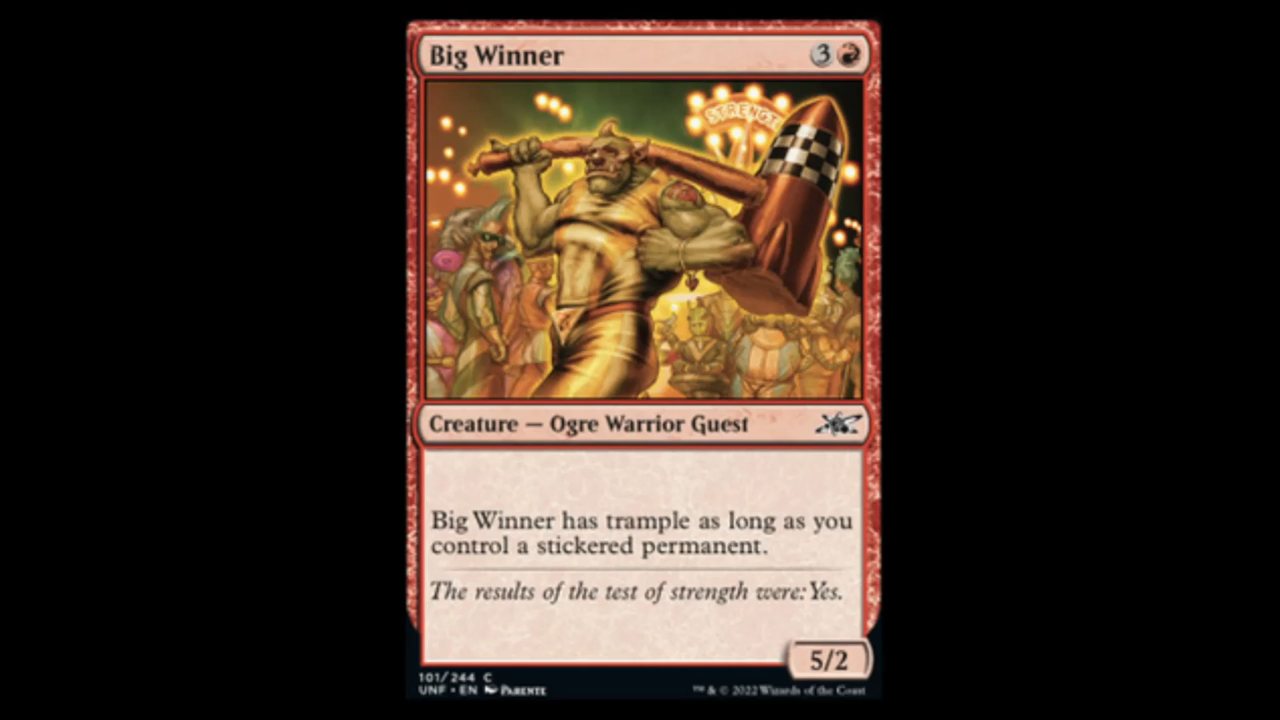 Big Winner 3
STRENGT
Creature — Ogre Warrior Guest
Big Winner has trample as long as you
control a stickered permanent.
The results of the test of strength were: Yes.
5/2
101/244 C
UNF • EN PARENTE
™ & © 2022 Wizards of the Coast